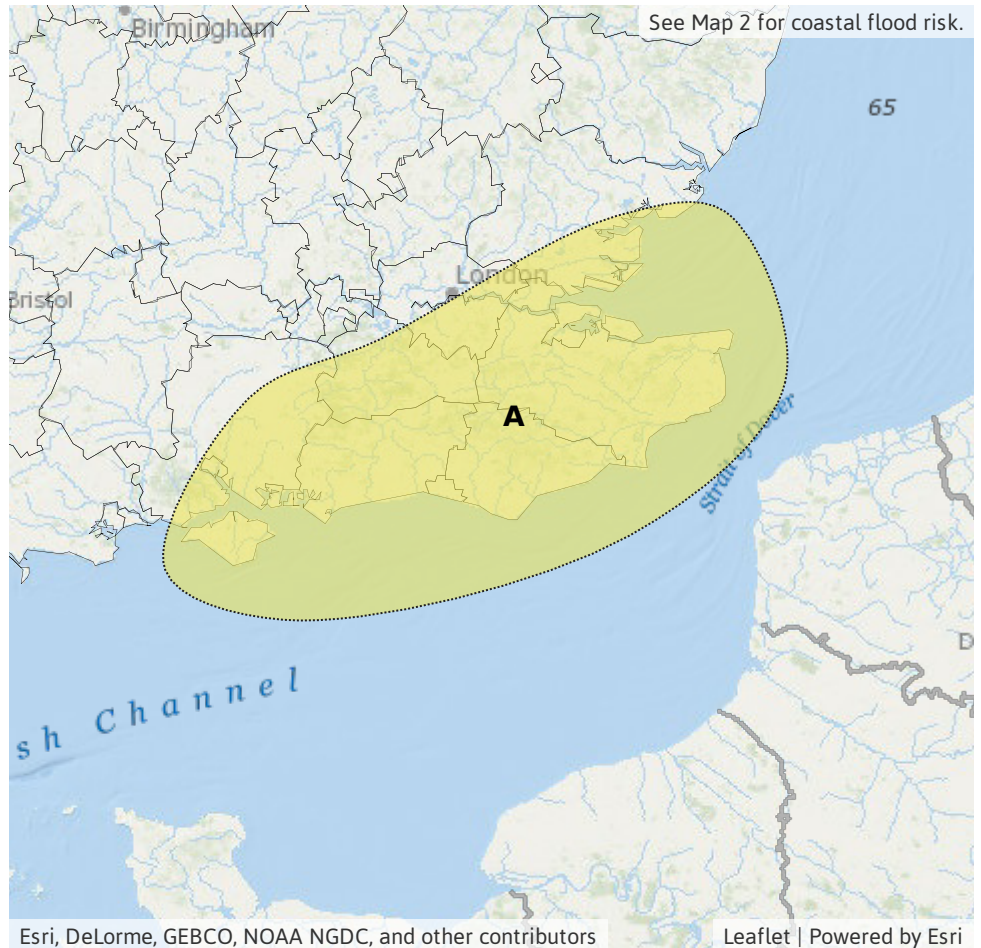 See Map 2 for coastal flood risk.
Birmingham
65
London
Bristol
A
Strait of Dover
sh Channel
D
Esri, DeLorme, GEBCO, NOAA NGDC, and other contributors
Leaflet | Powered by Esri